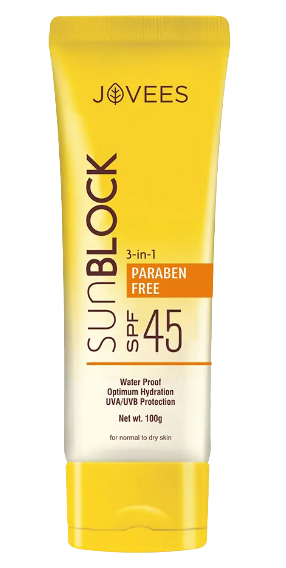 JOVEES
sunBLOCK
3-in-1
PARABEN
FREE
SPF 45
Water Proof
Optimum Hydration
UVA/UVB Protection
Net wt. 100g
for normal to dry skin